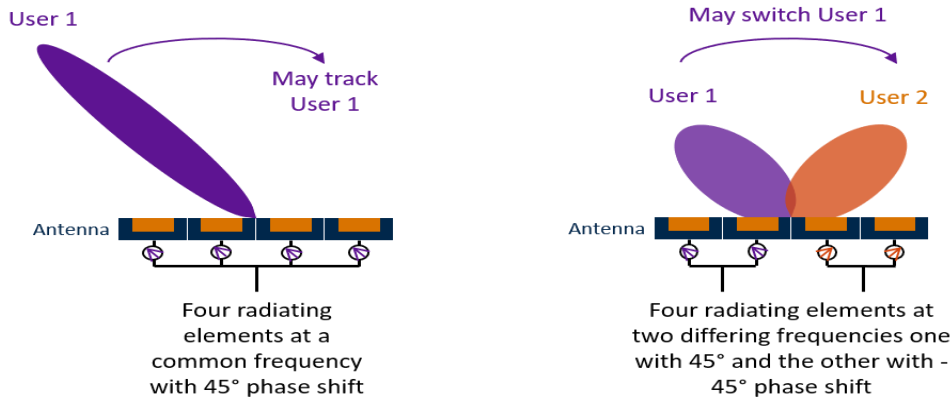 User 1
May track
User 1
Antenna
Four radiating
elements at a
common frequency
with 45° phase shift
May switch User 1
User 1
User 2
Antenna
Four radiating elements at
two differing frequencies one
with 45° and the other with -
45° phase shift